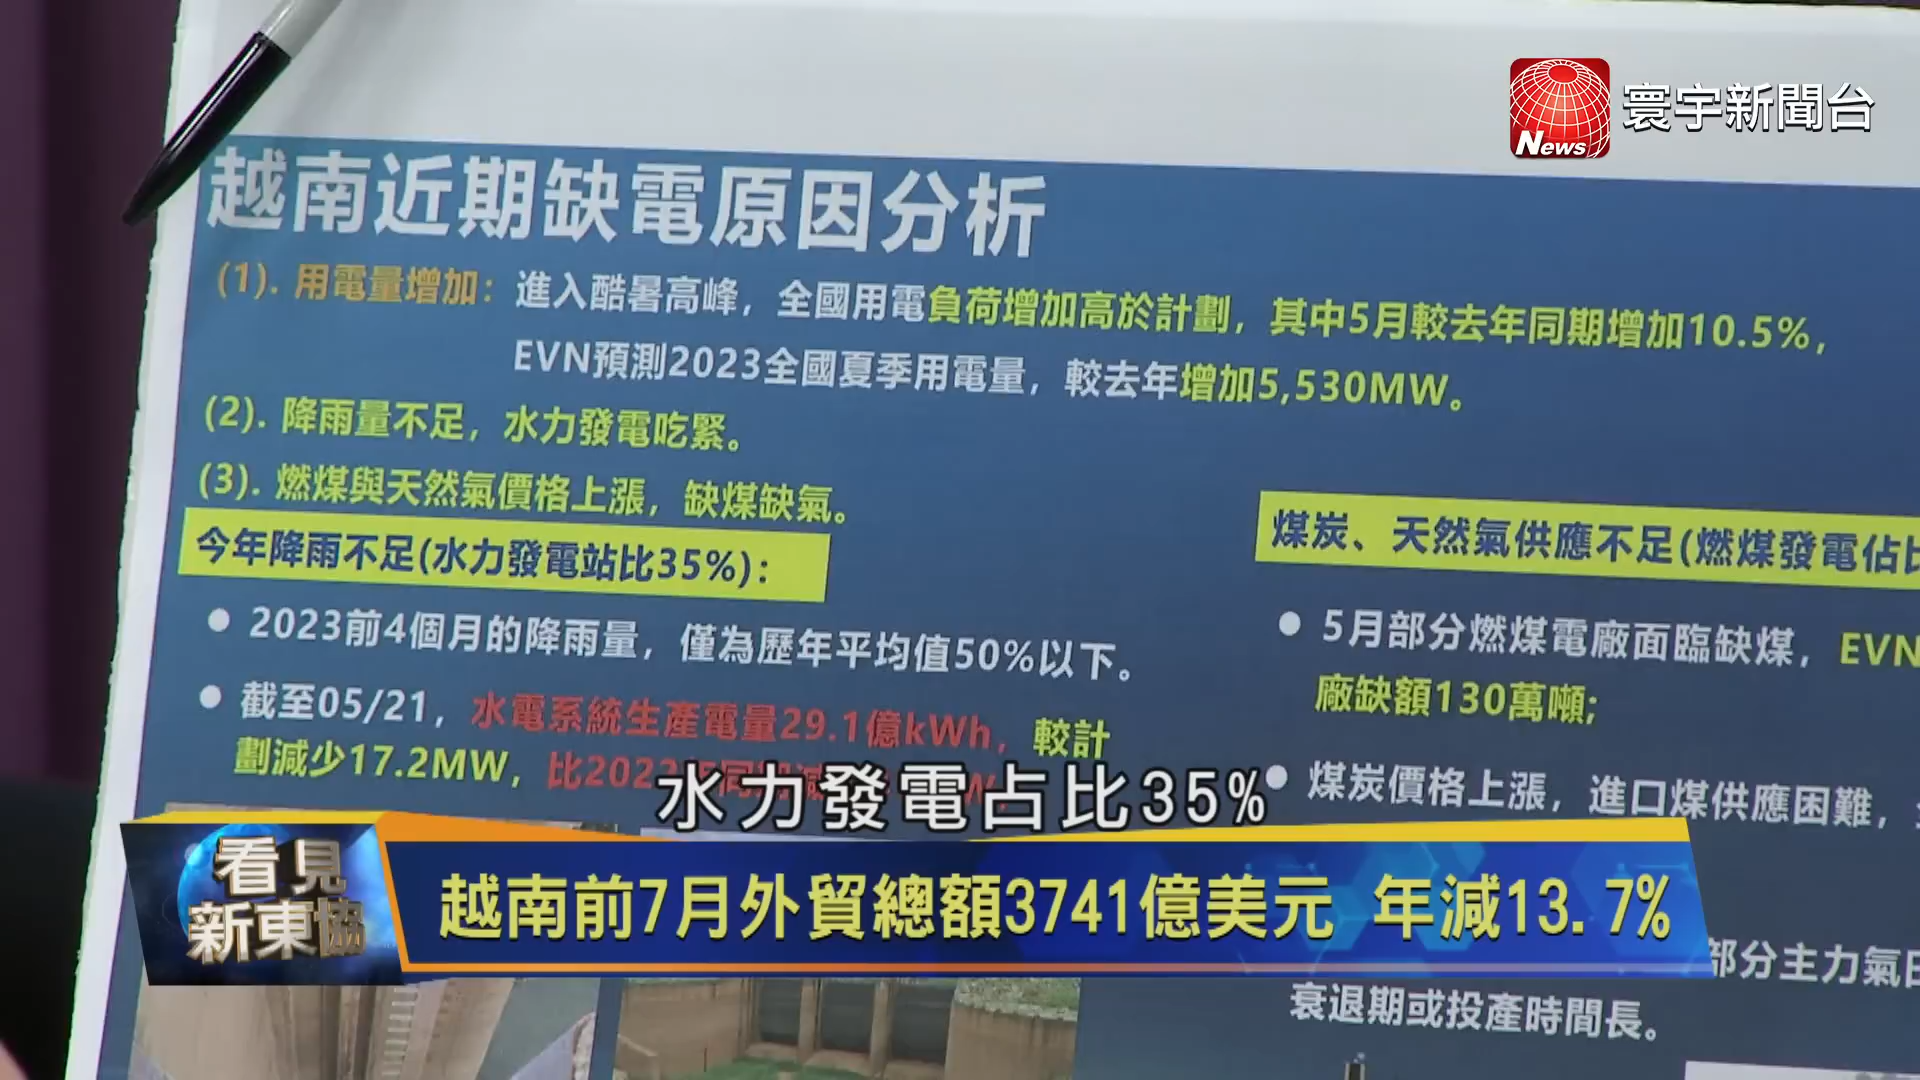 News 寰宇新聞台
越南近期缺電原因分析
(1). 用電量增加：進入酷暑高峰，全國用電負荷增加高於計劃，其中5月較去年同期增加10.5%，
EVN預測2023全國夏季用電量，較去年增加5,530MW。
(2). 降雨量不足，水力發電吃緊。
(3). 燃煤與天然氣價格上漲，缺煤缺氣。
今年降雨不足(水力發電站比35%)：
● 2023前4個月的降雨量，僅為歷年平均值50%以下。
● 截至05/21，水電系統生產電量29.1億kWh，較計
劃減少17.2MW，比202
煤炭、天然氣供應不足(燃煤發電佔比
● 5月部分燃煤電廠面臨缺煤，EVN
廠缺額130萬噸;
● 煤炭價格上漲，進口煤供應困難，
部分主力氣田
衰退期或投產時間長。
水力發電占比35%
看見
新東協
越南前7月外貿總額3741億美元 年減13.7%